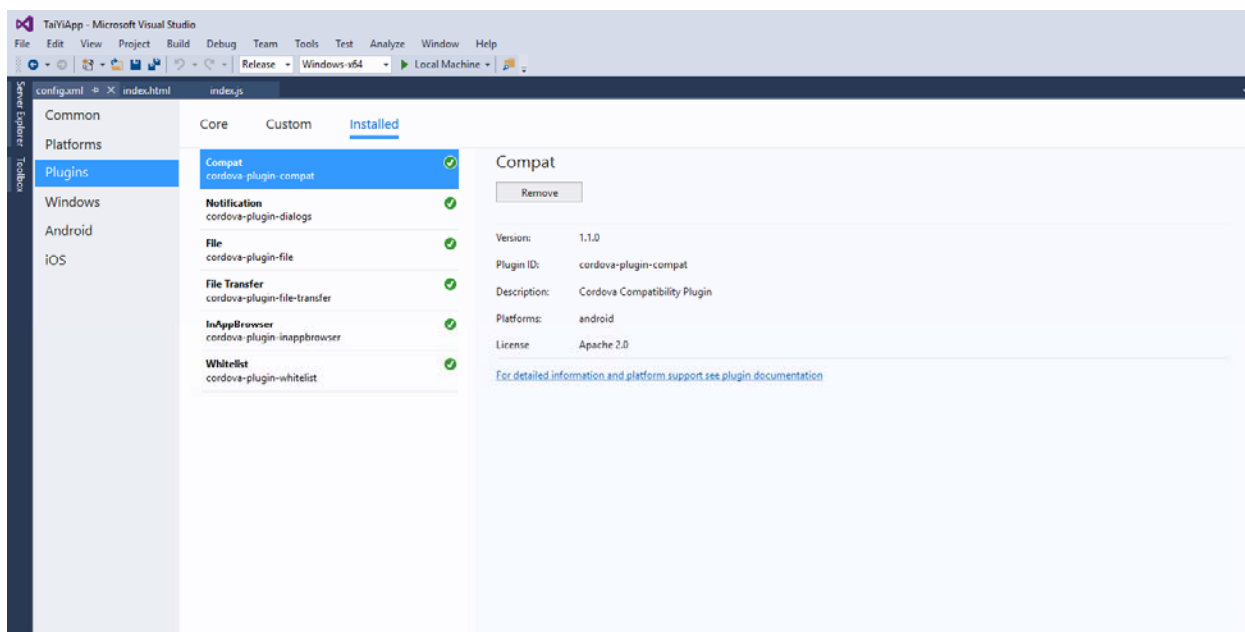 TaiYiApp - Microsoft Visual Studio
File Edit View Project Build Debug Team Tools Test Analyze Window Help
Release Windows-x64 Local Machine
Server Explorer
Toolbox
config.xml index.html index.js
Common
Platforms
Plugins
Windows
Android
iOS
Core Custom Installed
Compat
cordova-plugin-compat
Notification
cordova-plugin-dialogs
File
cordova-plugin-file
File Transfer
cordova-plugin-file-transfer
InAppBrowser
cordova-plugin-inappbrowser
Whitelist
cordova-plugin-whitelist
Compat
Remove
Version: 1.1.0
Plugin ID: cordova-plugin-compat
Description: Cordova Compatibility Plugin
Platforms: android
License Apache 2.0
For detailed information and platform support see plugin documentation